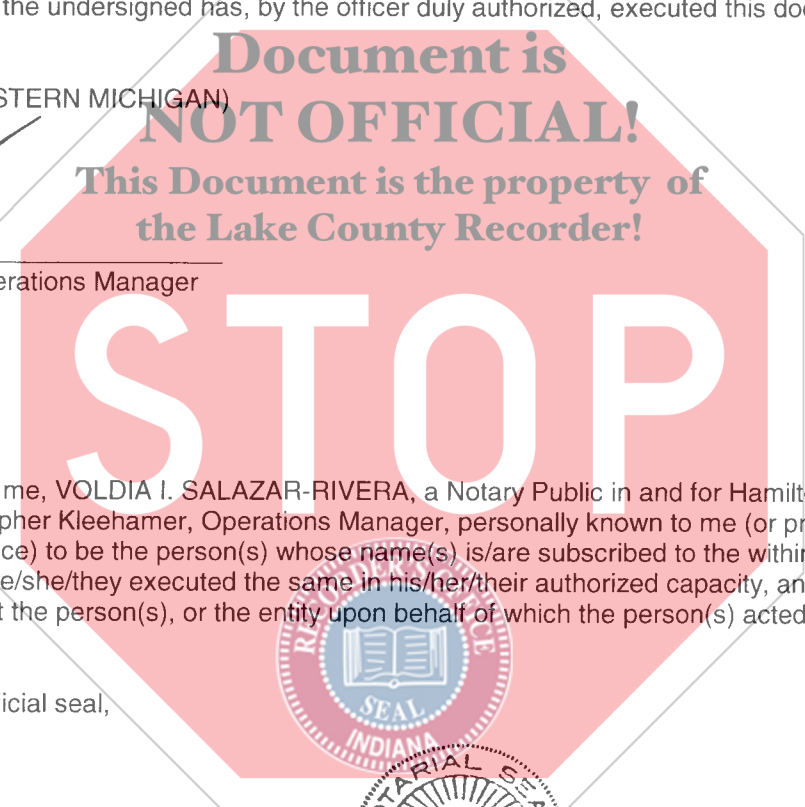 the undersigned has, by the officer duly authorized, executed this doc
Document is
STERN MICHIGAN)
NOT OFFICIAL!
This Document is the property of
the Lake County Recorder!
erations Manager
STOP
me, VOLDIA I. SALAZAR-RIVERA, a Notary Public in and for Hamilt
pher Kleehamer, Operations Manager, personally known to me (or pr
ce) to be the person(s) whose name(s) is/are subscribed to the within
e/she/they executed the same in his/her/their authorized capacity, an
t the person(s), or the entity upon behalf of which the person(s) acted
RECORDER'S OFFICE
SEAL
INDIANA
icial seal,
OTARIAL SEA